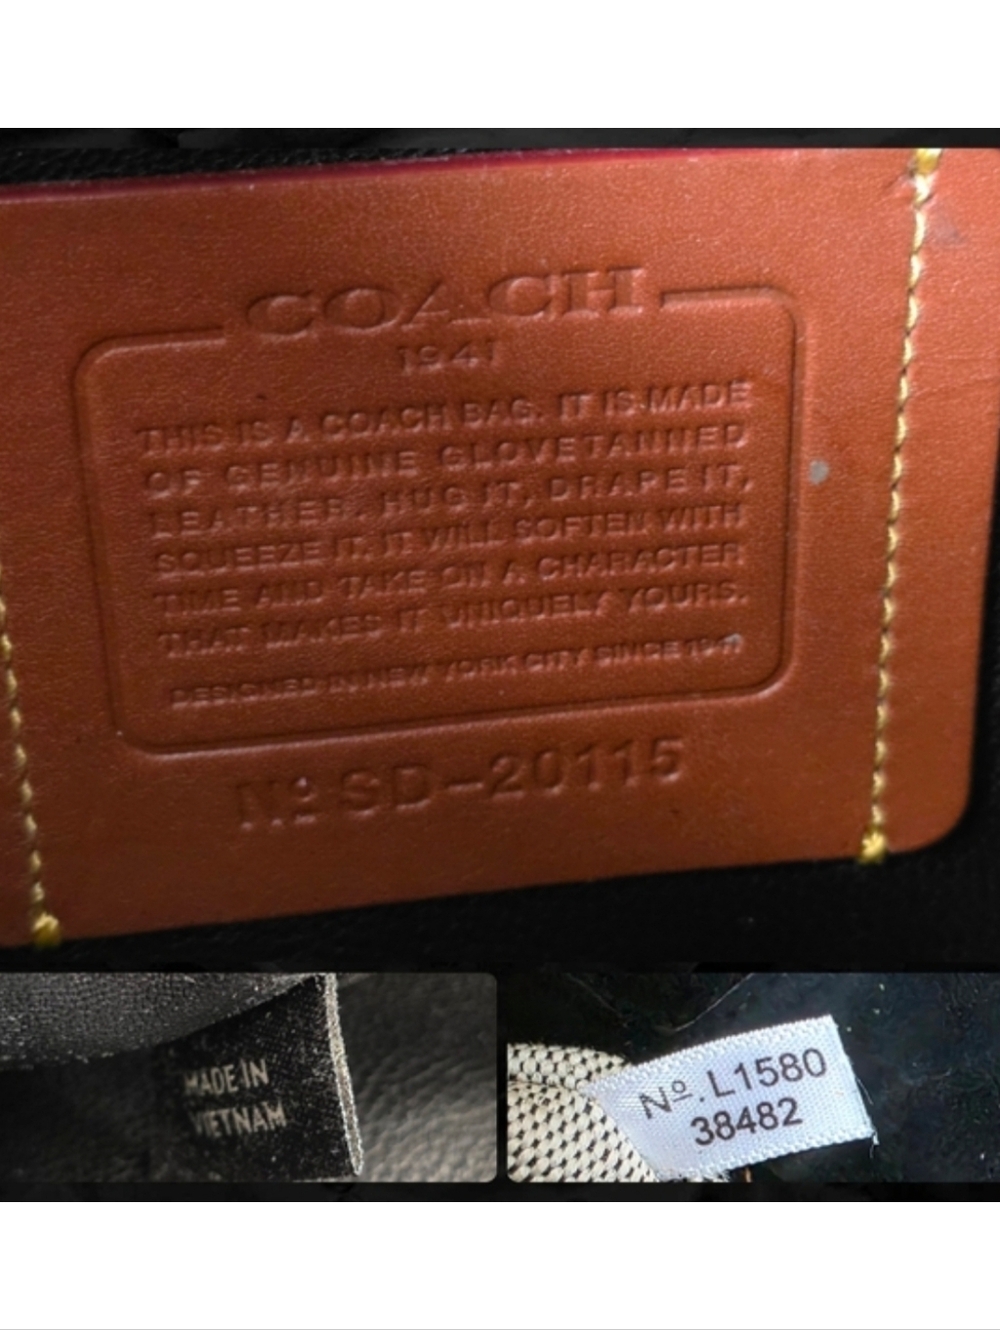 COACH
1941
THIS IS A COACH BAG. IT IS MADE
OF GENUINE GLOVETANNED
LEATHER. HUG IT, DRAPE IT,
SQUEEZE IT. IT WILL SOFTEN WITH
TIME AND TAKE ON A CHARACTER
THAT MAKES IT UNIQUELY YOURS.
DESIGNED IN NEW YORK CITY SINCE 1941
Nº SD-20115
MADE IN
VIETNAM
Nº.L1580
38482